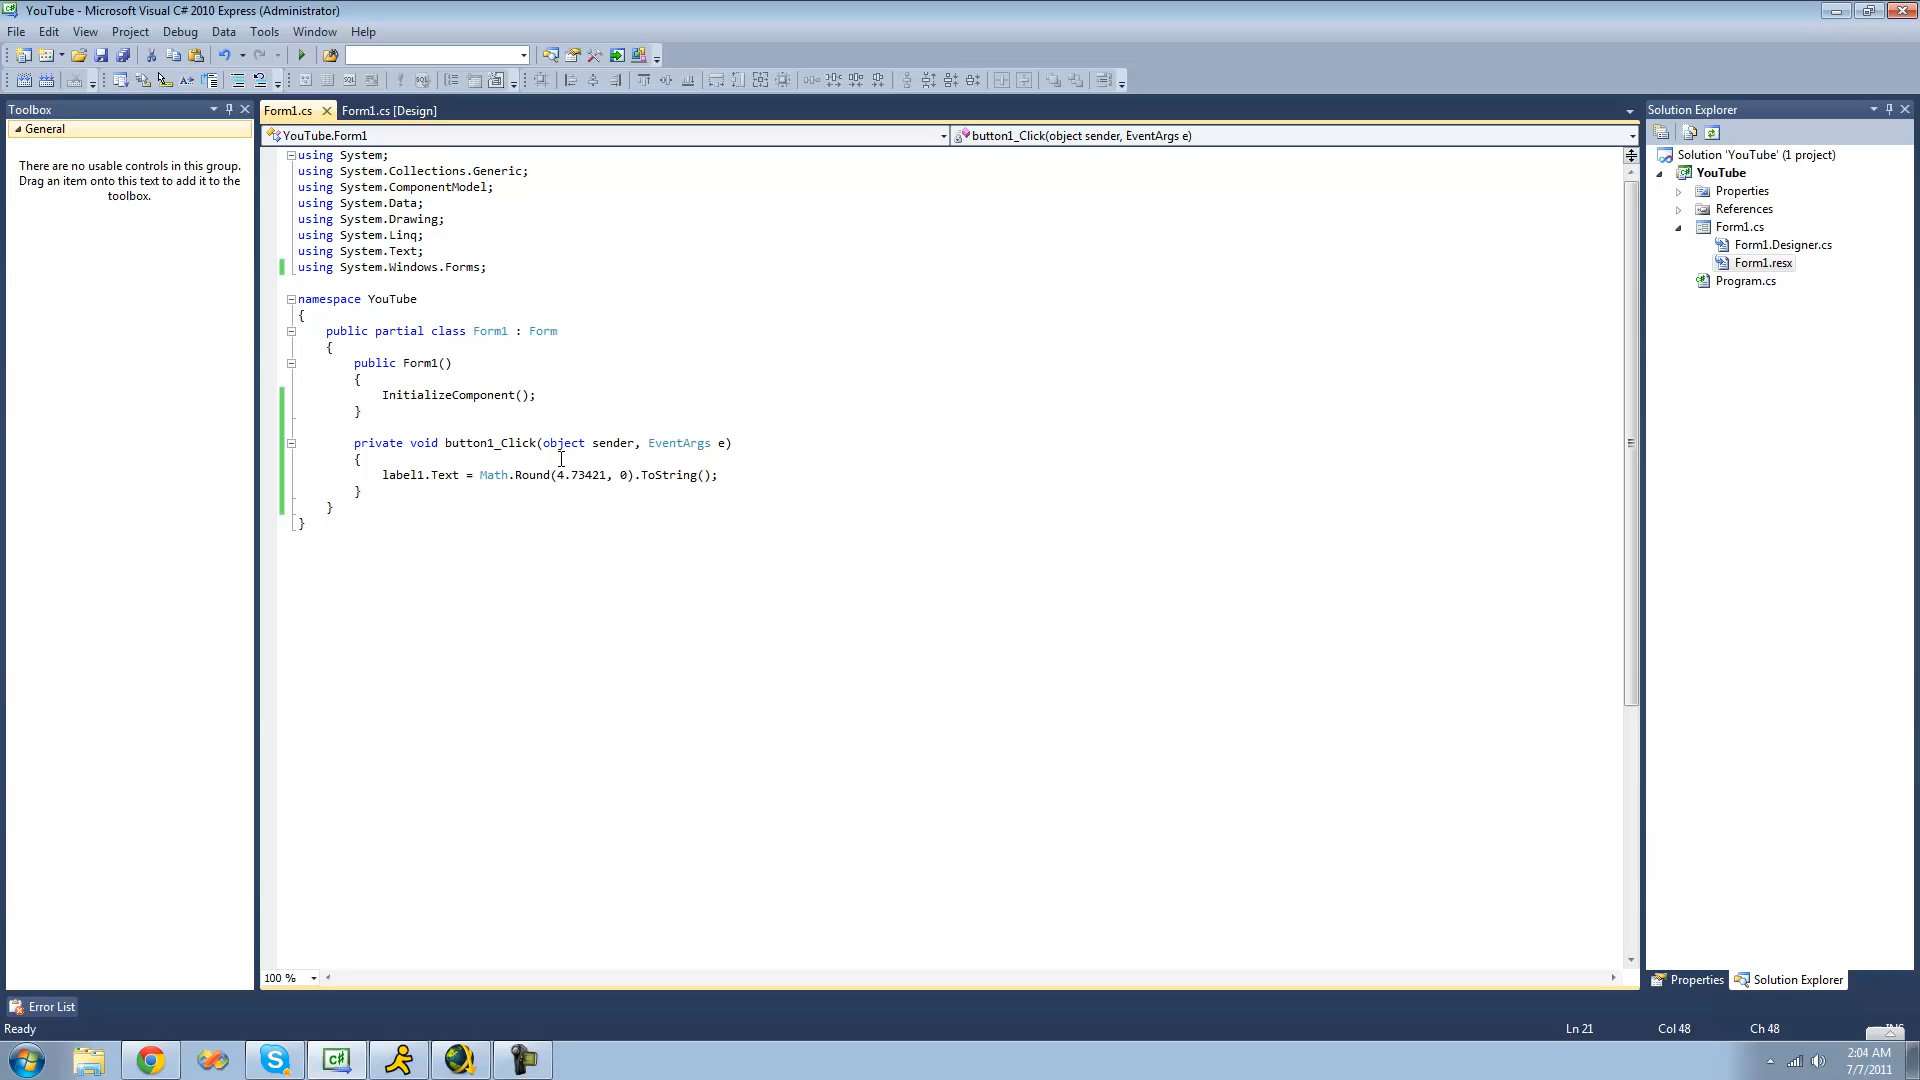 YouTube - Microsoft Visual C# 2010 Express (Administrator)
File Edit View Project Debug Data Tools Window Help
Toolbox
General
There are no usable controls in this group.
Drag an item onto this text to add it to the
toolbox.
Form1.cs
Form1.cs [Design]
YouTube.Form1
button1_Click(object sender, EventArgs e)
using System;
using System.Collections.Generic;
using System.ComponentModel;
using System.Data;
using System.Drawing;
using System.Linq;
using System.Text;
using System.Windows.Forms;
namespace YouTube
{
public partial class Form1 : Form
{
public Form1()
{
InitializeComponent();
}
private void button1_Click(object sender, EventArgs e)
{
label1.Text = Math.Round(4.73421, 0).ToString();
}
}
}
100 %
Solution Explorer
Solution 'YouTube' (1 project)
YouTube
Properties
References
Form1.cs
Form1.Designer.cs
Form1.resx
Program.cs
Properties
Solution Explorer
Error List
Ready
Ln 21
Col 48
Ch 48
2:04 AM
7/7/2011